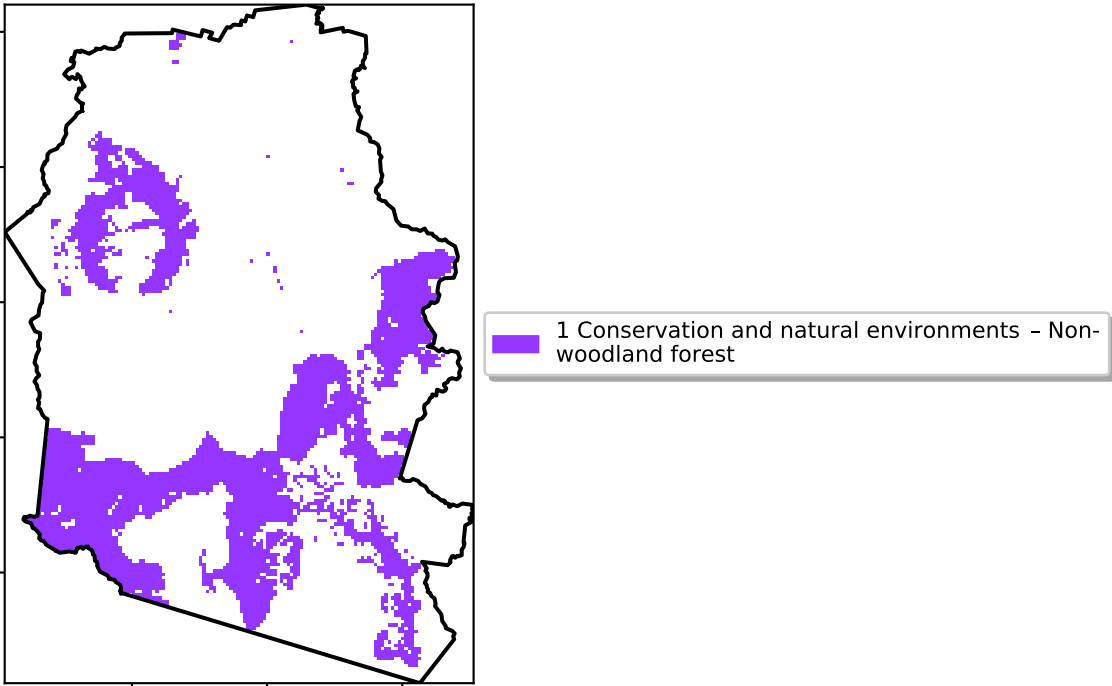 1 Conservation and natural environments – Non-
woodland forest